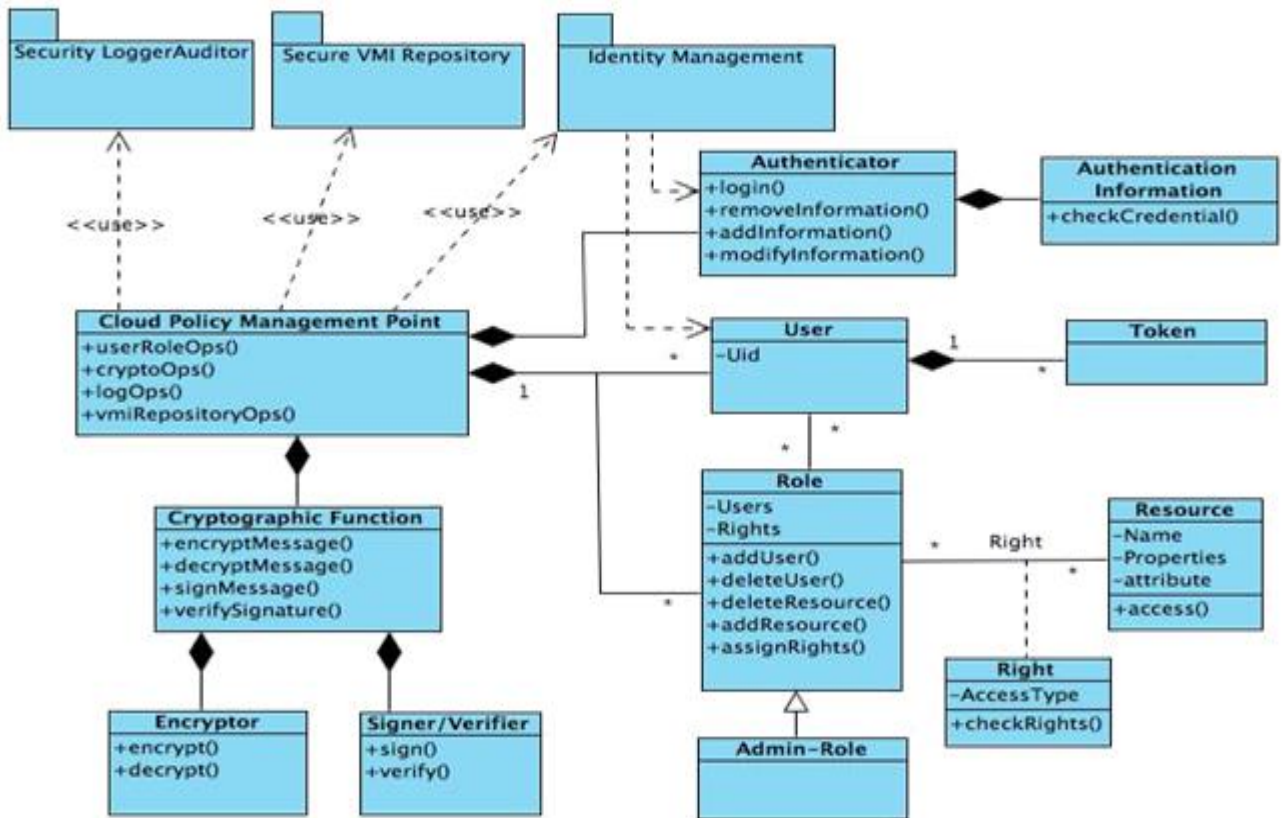 Security LoggerAuditor
Secure VMI Repository
Identity Management
<<use>>
<<use>>
<<use>>
Authenticator
+login()
+removeInformation()
+addInformation()
+modifyInformation()
Authentication
Information
+checkCredential()
Cloud Policy Management Point
+userRoleOps()
+cryptoOps()
+logOps()
+vmiRepositoryOps()
1
*
User
-Uid
1
*
Token
*
*
Cryptographic Function
+encryptMessage()
+decryptMessage()
+signMessage()
+verifySignature()
*
Role
-Users
-Rights
+addUser()
+deleteUser()
+deleteResource()
+addResource()
+assignRights()
*
Right
*
Resource
-Name
-Properties
-attribute
+access()
Right
-AccessType
+checkRights()
Encryptor
+encrypt()
+decrypt()
Signer/Verifier
+sign()
+verify()
Admin-Role